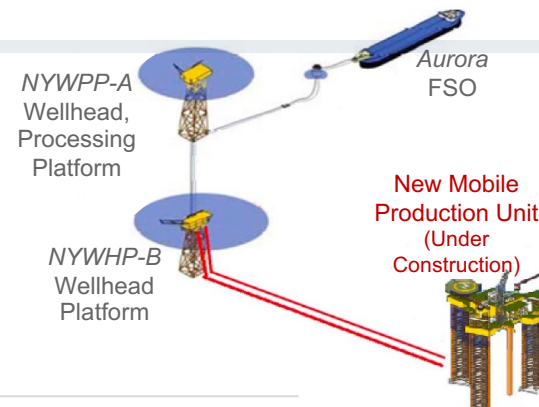 NYWPP-A
Wellhead,
Processing
Platform
Aurora
FSO
New Mobile
Production Unit
(Under
Construction)
NYWHP-B
Wellhead
Platform